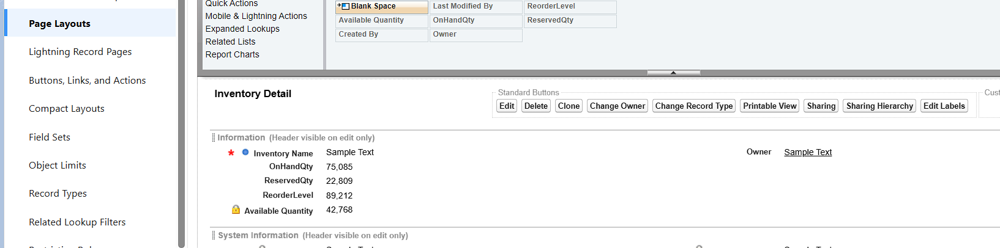 Page Layouts
Lightning Record Pages
Buttons, Links, and Actions
Compact Layouts
Field Sets
Object Limits
Record Types
Related Lookup Filters
Quick Actions
Mobile & Lightning Actions
Expanded Lookups
Related Lists
Report Charts
Blank Space Last Modified By ReorderLevel
Available Quantity OnHandQty ReservedQty
Created By Owner
Inventory Detail
Standard Buttons
Edit Delete Clone Change Owner Change Record Type Printable View Sharing Sharing Hierarchy Edit Labels
Information (Header visible on edit only)
* Inventory Name Sample Text Owner Sample Text
OnHandQty 75,085
ReservedQty 22,809
ReorderLevel 89,212
Available Quantity 42,768
System Information (Header visible on edit only)